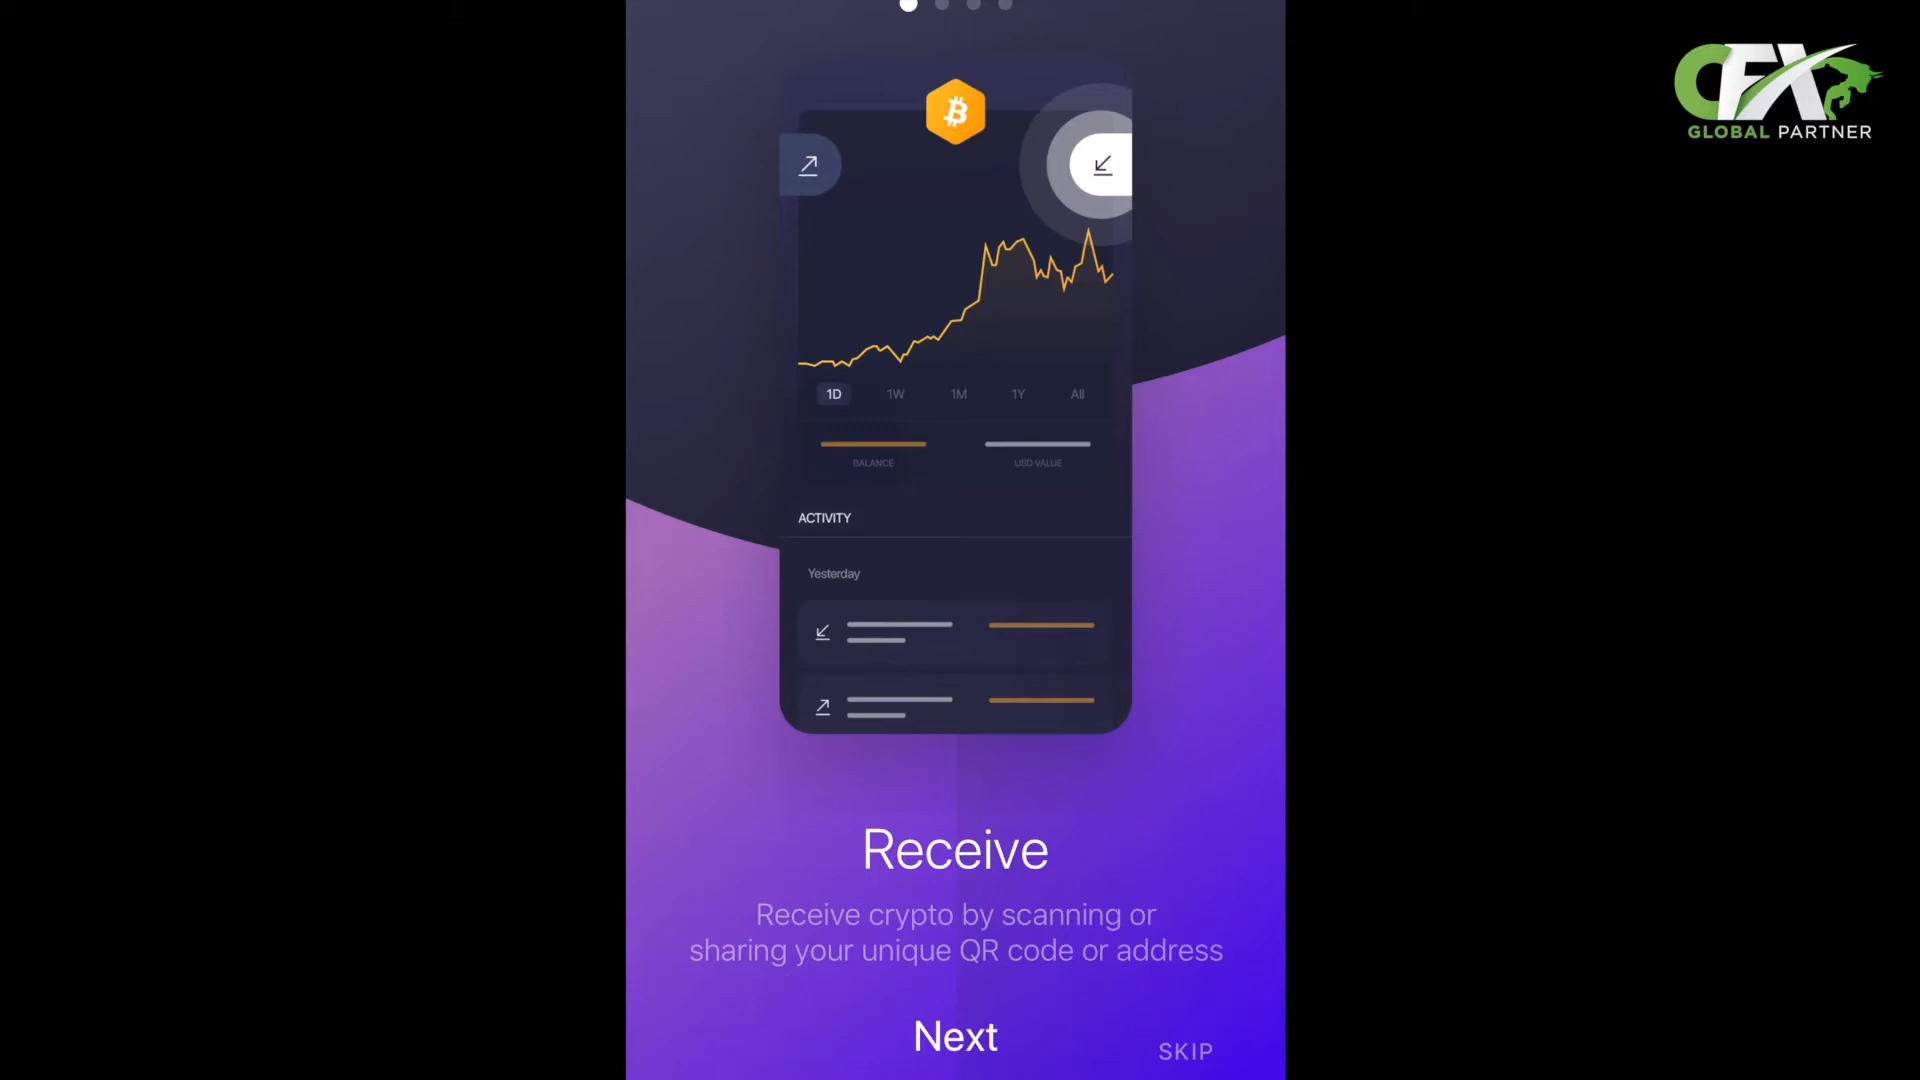 CFX
GLOBAL PARTNER
1D 1W 1M 1Y All
BALANCE USD VALUE
ACTIVITY
Yesterday
Receive
Receive crypto by scanning or
sharing your unique QR code or address
Next
SKIP